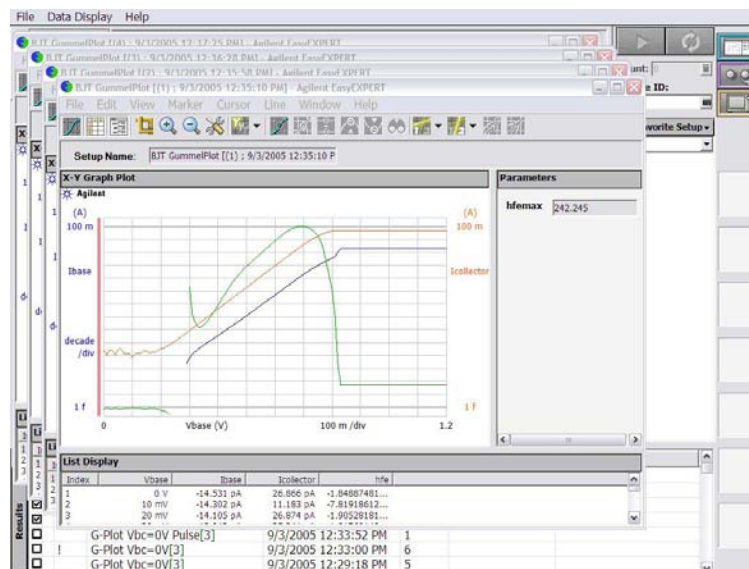 File Data Display Help
BJT GummelPlot [(4) ; 9/3/2005 12:37:25 PM] - Agilent EasyEXPERT
BJT GummelPlot [(3) ; 9/3/2005 12:36:28 PM] - Agilent EasyEXPERT
BJT GummelPlot [(2) ; 9/3/2005 12:35:50 PM] - Agilent EasyEXPERT
BJT GummelPlot [(1) ; 9/3/2005 12:35:10 PM] - Agilent EasyEXPERT
File Edit View Marker Cursor Line Window Help
Setup Name: BJT GummelPlot [(1) ; 9/3/2005 12:35:10 P
X-Y Graph Plot
Parameters
Agilent
hfemax 242.245
(A) (A)
100 m 100 m
Ibase Icollector
decade
/div
1 f 1 f
0 Vbase (V) 100 m /div 1.2
List Display
Index Vbase Ibase Icollector hfe
1 0 V -14.531 pA 26.866 pA -1.84887481...
2 10 mV -14.302 pA 11.183 pA -7.81918612...
3 20 mV -14.105 pA 26.874 pA -1.90528181...
Results
G-Plot Vbc=0V Pulse[3] 9/3/2005 12:33:52 PM 1
! G-Plot Vbc=0V[3] 9/3/2005 12:33:00 PM 6
G-Plot Vbc=0V[3] 9/3/2005 12:29:18 PM 5